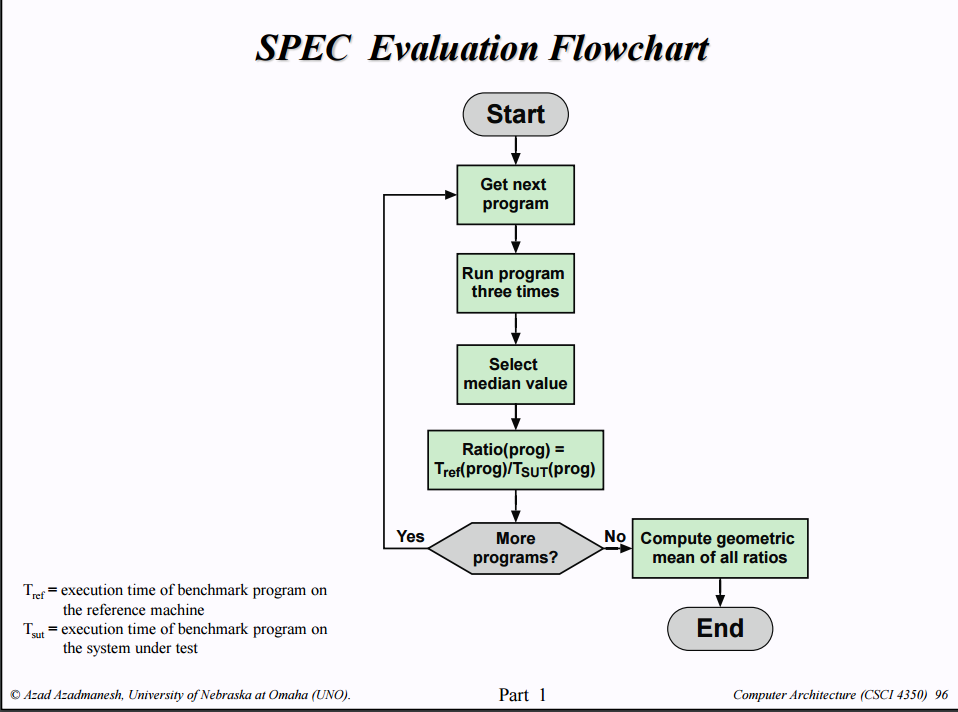 SPEC Evaluation Flowchart
Start
Get next
program
Run program
three times
Select
median value
Ratio(prog) =
Tref(prog)/TSUT(prog)
Yes
More
programs?
No
Compute geometric
mean of all ratios
End
Tref = execution time of benchmark program on
the reference machine
Tsut = execution time of benchmark program on
the system under test
© Azad Azadmanesh, University of Nebraska at Omaha (UNO).
Part 1
Computer Architecture (CSCI 4350) 96